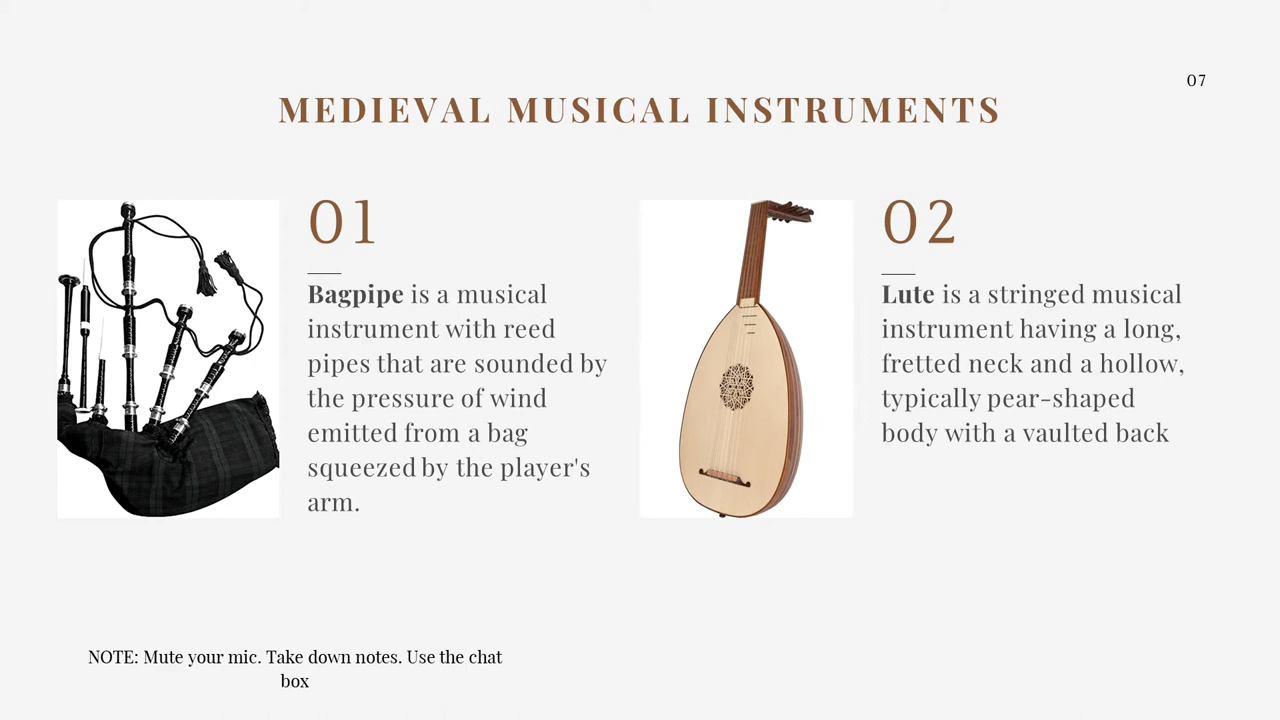 07
MEDIEVAL MUSICAL INSTRUMENTS
01
Bagpipe is a musical
instrument with reed
pipes that are sounded by
the pressure of wind
emitted from a bag
squeezed by the player's
arm.
02
Lute is a stringed musical
instrument having a long,
fretted neck and a hollow,
typically pear-shaped
body with a vaulted back
NOTE: Mute your mic. Take down notes. Use the chat
box